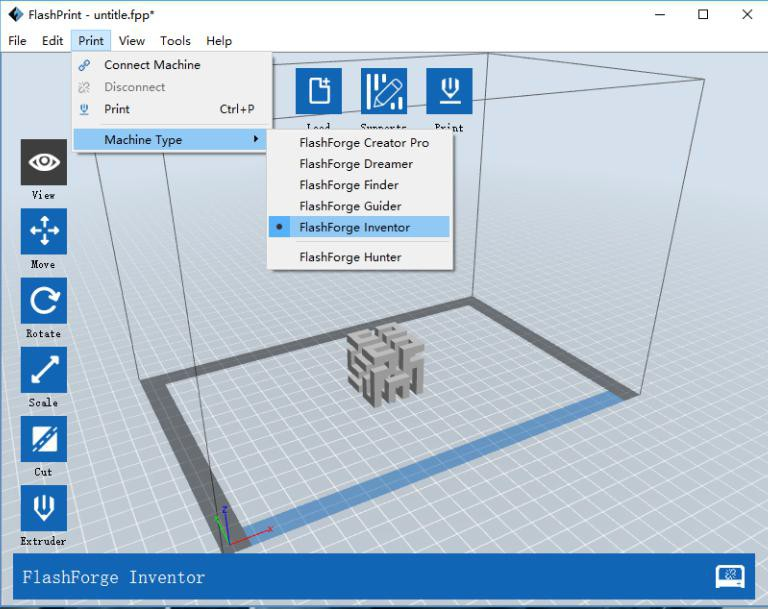 FlashPrint - untitle.fpp*
File Edit Print View Tools Help
Connect Machine
Disconnect
Print Ctrl+P
Machine Type
Load Supports Print
FlashForge Creator Pro
FlashForge Dreamer
FlashForge Finder
FlashForge Guider
FlashForge Inventor
FlashForge Hunter
View
Move
Rotate
Scale
Cut
Extruder
Z
X
FlashForge Inventor